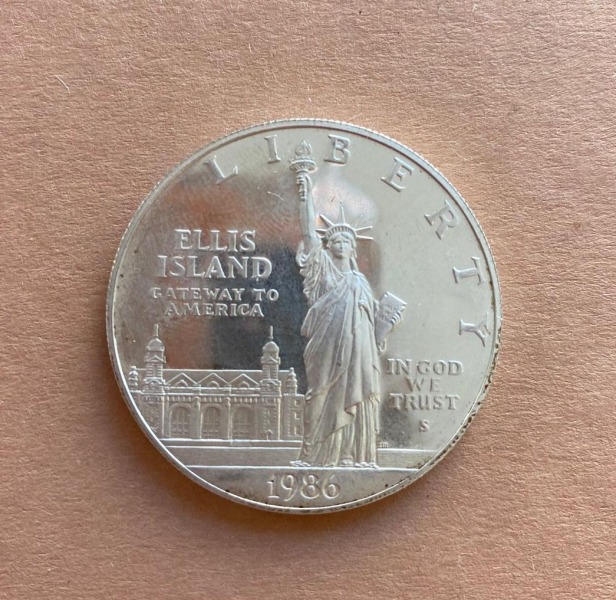 LIBERTY
ELLIS
ISLAND
GATEWAY TO
AMERICA
IN GOD
WE
TRUST
S
1986